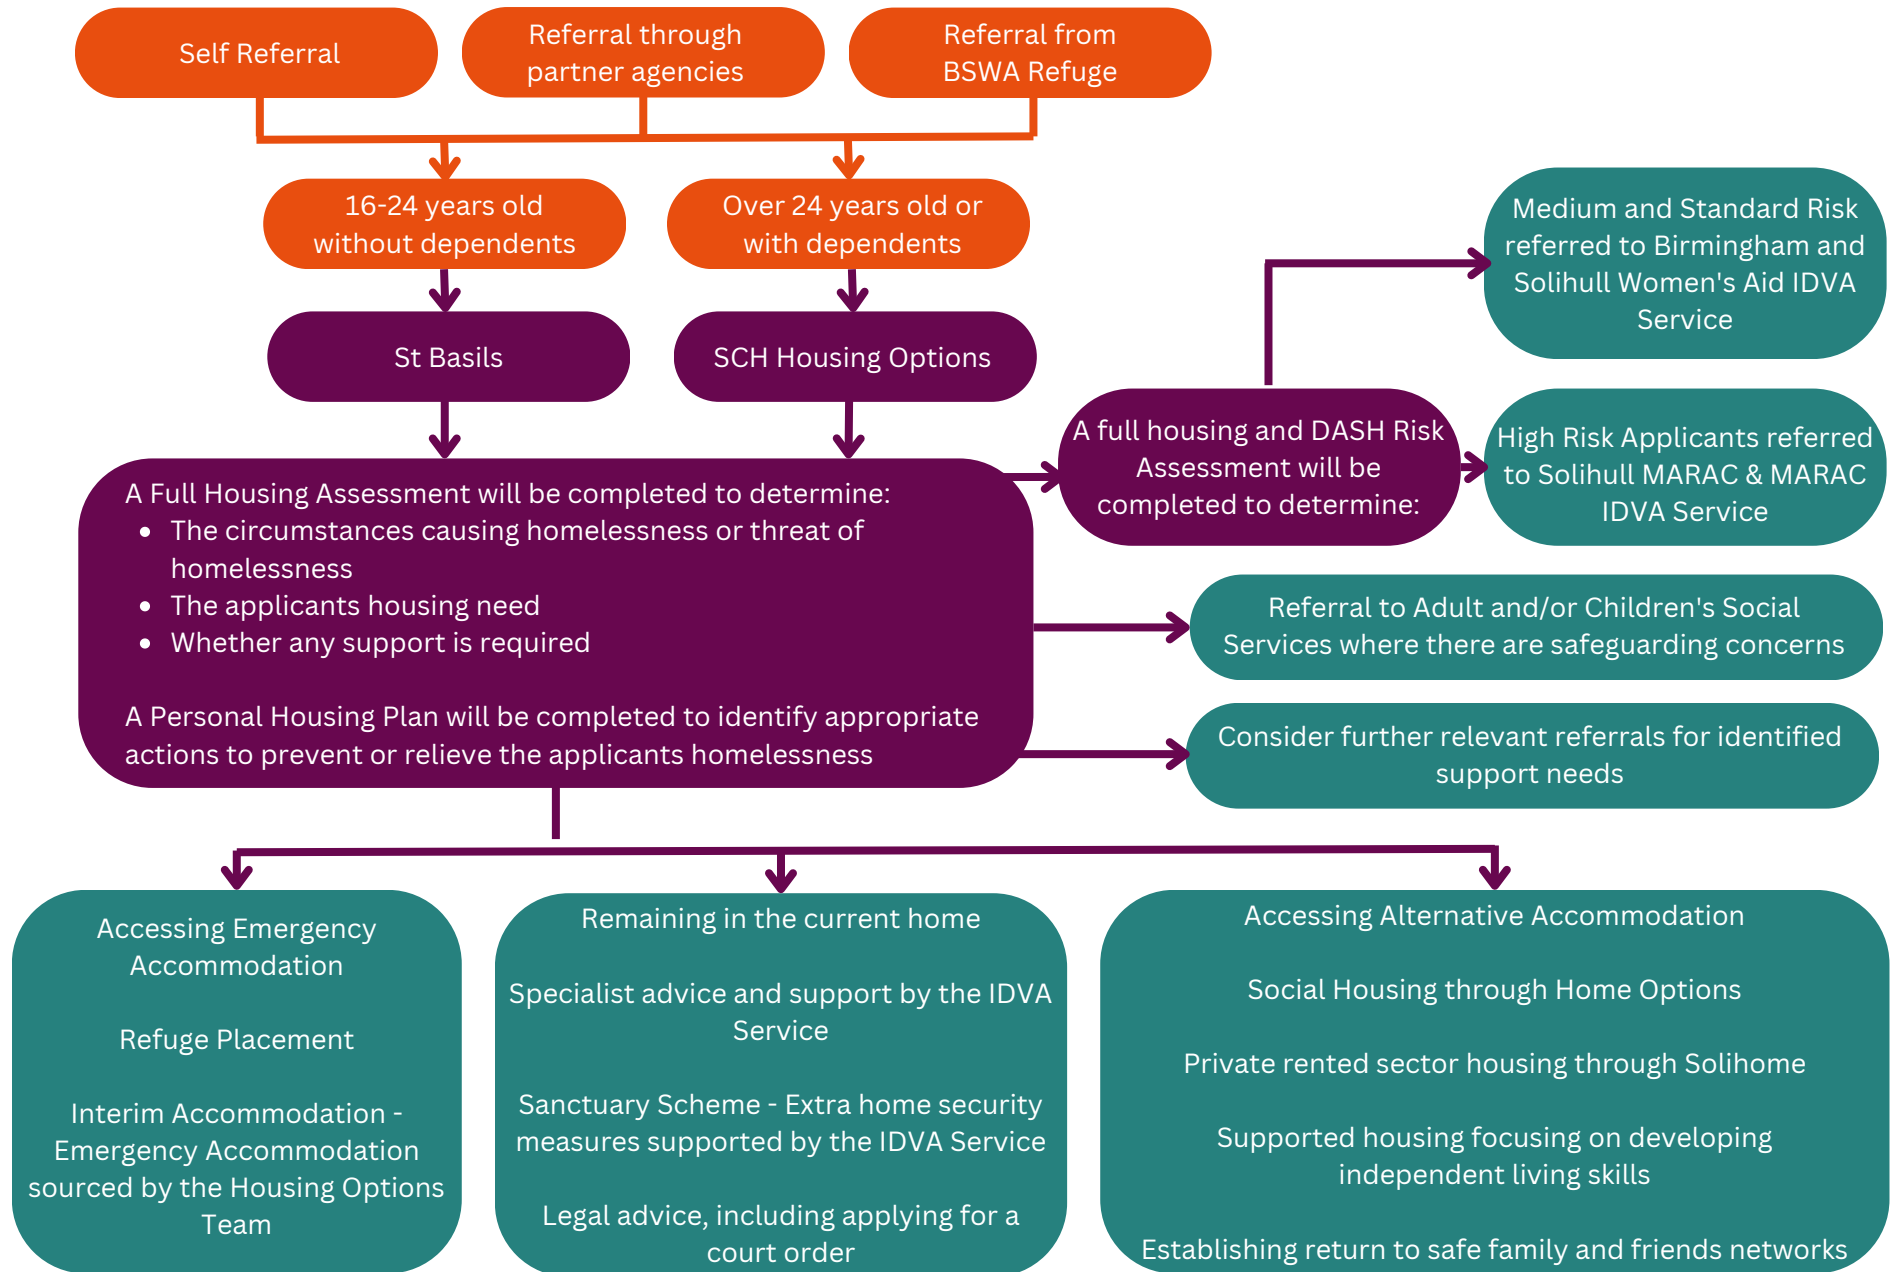 Self Referral
Referral through
partner agencies
Referral from
BSWA Refuge
16-24 years old
without dependents
Over 24 years old or
with dependents
St Basils
SCH Housing Options
A Full Housing Assessment will be completed to determine:
• The circumstances causing homelessness or threat of
homelessness
• The applicants housing need
• Whether any support is required
A Personal Housing Plan will be completed to identify appropriate
actions to prevent or relieve the applicants homelessness
A full housing and DASH Risk
Assessment will be
completed to determine:
Medium and Standard Risk
referred to Birmingham and
Solihull Women's Aid IDVA
Service
High Risk Applicants referred
to Solihull MARAC & MARAC
IDVA Service
Referral to Adult and/or Children's Social
Services where there are safeguarding concerns
Consider further relevant referrals for identified
support needs
Accessing Emergency
Accommodation
Refuge Placement
Interim Accommodation -
Emergency Accommodation
sourced by the Housing Options
Team
Remaining in the current home
Specialist advice and support by the IDVA
Service
Sanctuary Scheme - Extra home security
measures supported by the IDVA Service
Legal advice, including applying for a
court order
Accessing Alternative Accommodation
Social Housing through Home Options
Private rented sector housing through Solihome
Supported housing focusing on developing
independent living skills
Establishing return to safe family and friends networks